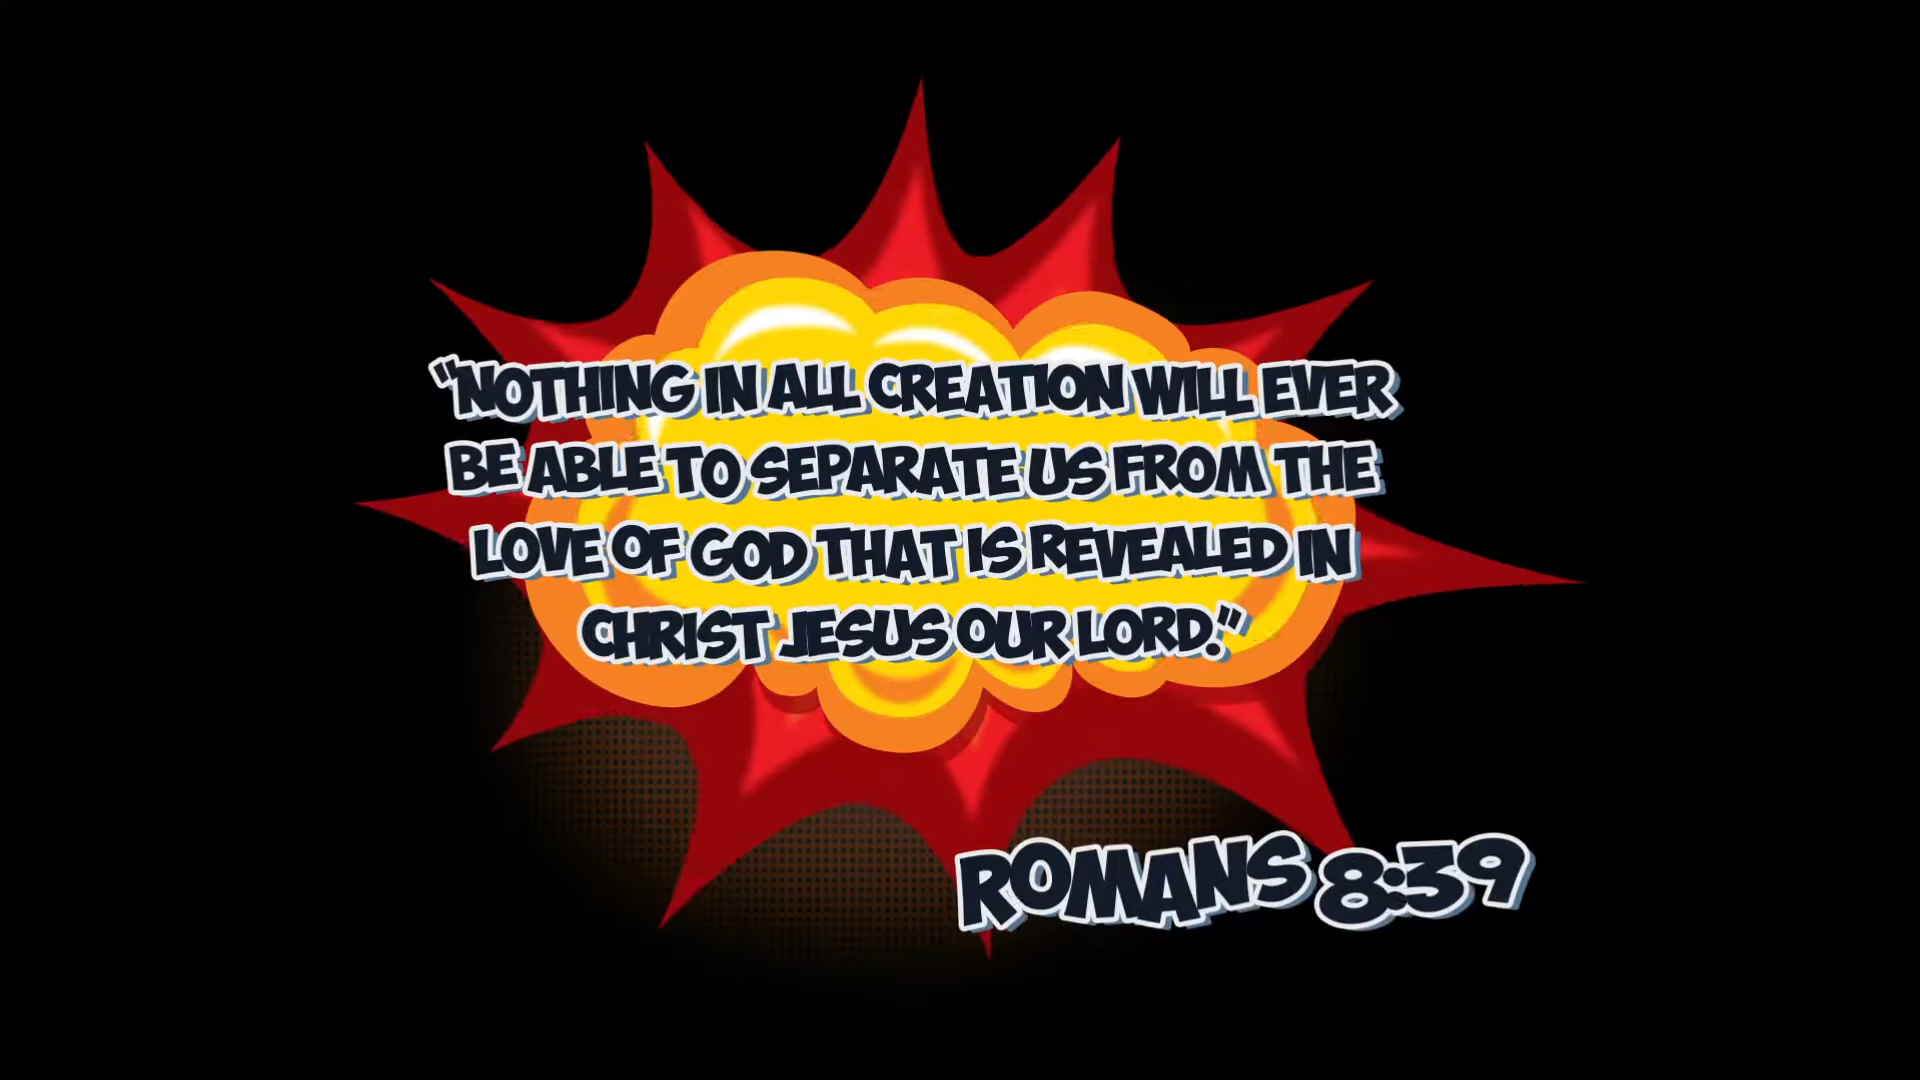 “NOTHING IN ALL CREATION WILL EVER
BE ABLE TO SEPARATE US FROM THE
LOVE OF GOD THAT IS REVEALED IN
CHRIST JESUS OUR LORD.”
ROMANS 8:39